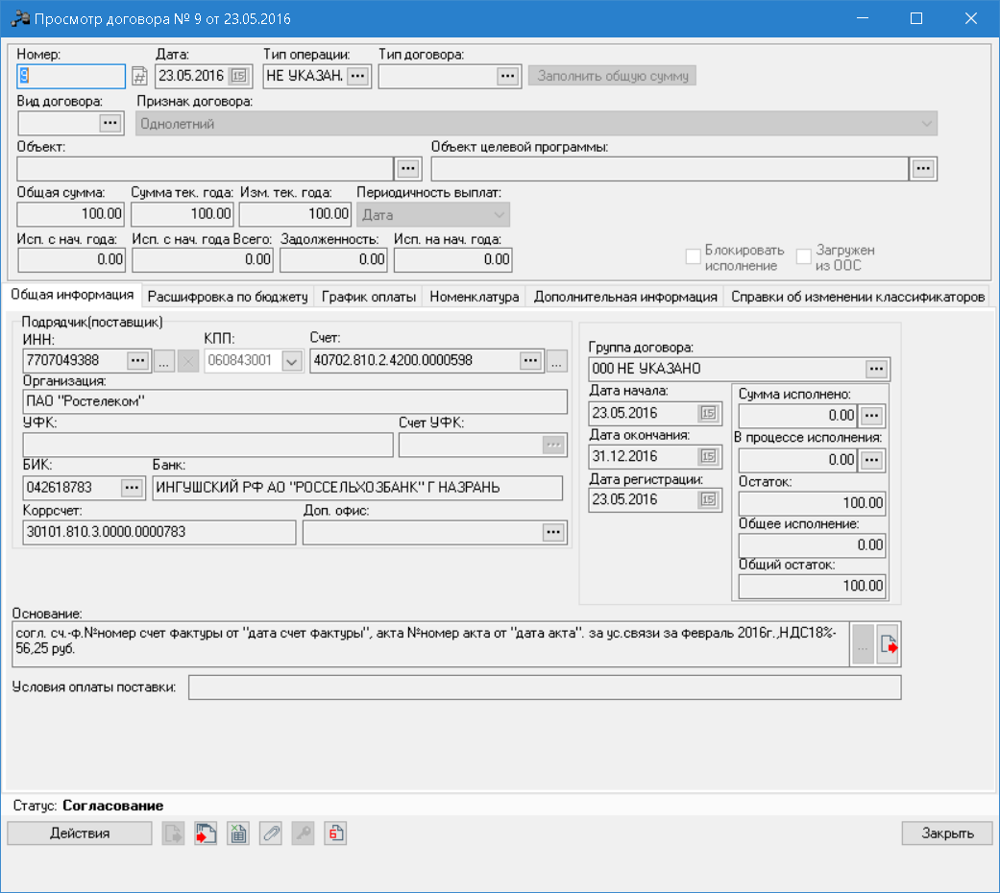 Просмотр договора № 9 от 23.05.2016
Номер: Дата: Тип операции: Тип договора:
9 # 23.05.2016 15 НЕ УКАЗАН. ... ... Заполнить общую сумму
Вид договора: Признак договора:
... Однолетний
Объект: Объект целевой программы:
... ...
Общая сумма: Сумма тек. года: Изм. тек. года: Периодичность выплат:
100.00 100.00 100.00 Дата
Исп. с нач. года: Исп. с нач. года Всего: Задолженность: Исп. на нач. года:
0.00 0.00 0.00 0.00
Блокировать исполнение
Загружен из ООС
Общая информация Расшифровка по бюджету График оплаты Номенклатура Дополнительная информация Справки об изменении классификаторов
Подрядчик(поставщик)
ИНН: КПП: Счет:
7707049388 ... ... 060843001 40702.810.2.4200.0000598 ... ...
Организация:
ПАО "Ростелеком"
УФК: Счет УФК:
...
БИК: Банк:
042618783 ... ИНГУШСКИЙ РФ АО "РОССЕЛЬХОЗБАНК" Г НАЗРАНЬ
Коррсчет: Доп. офис:
30101.810.3.0000.0000783 ...
Группа договора:
000 НЕ УКАЗАНО ...
Дата начала:
23.05.2016 15
Дата окончания:
31.12.2016 15
Дата регистрации:
23.05.2016 15
Сумма исполнено:
0.00 ...
В процессе исполнения:
0.00 ...
Остаток:
100.00
Общее исполнение:
0.00
Общий остаток:
100.00
Основание:
согл. сч.-ф.№номер счет фактуры от "дата счет фактуры", акта №номер акта от "дата акта". за ус.связи за февраль 2016г.,НДС18%-
56,25 руб.
...
Условия оплаты поставки:
Статус: Согласование
Действия Б Закрыть